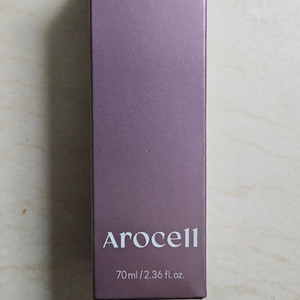 Arocell
70ml / 2.36 fl. oz.